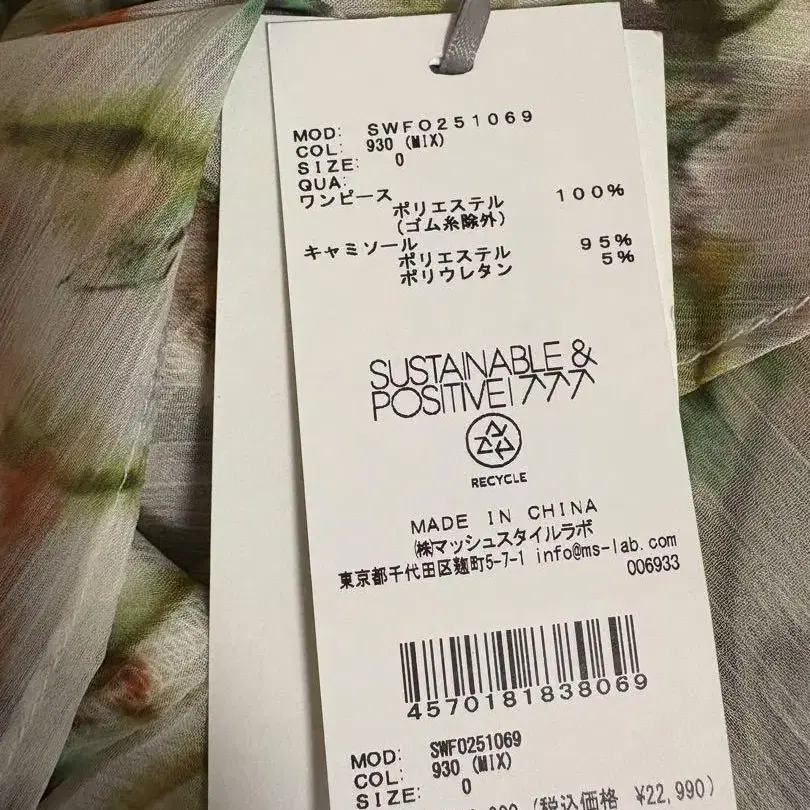 MOD: SWFO251069
COL: 930 (MIX)
SIZE: 0
QUA:
ワンピース
ポリエステル 100%
(ゴム糸除外)
キャミソール
ポリエステル 95%
ポリウレタン 5%
SUSTAINABLE &
POSITIVE!
RECYCLE
MADE IN CHINA
㈱マッシュスタイルラボ
東京都千代田区麹町5-7-1 info@ms-lab.com
006933
4570181838069
MOD: SWFO251069
COL: 930 (MIX)
SIZE: 0
(税込価格 ¥22,990)